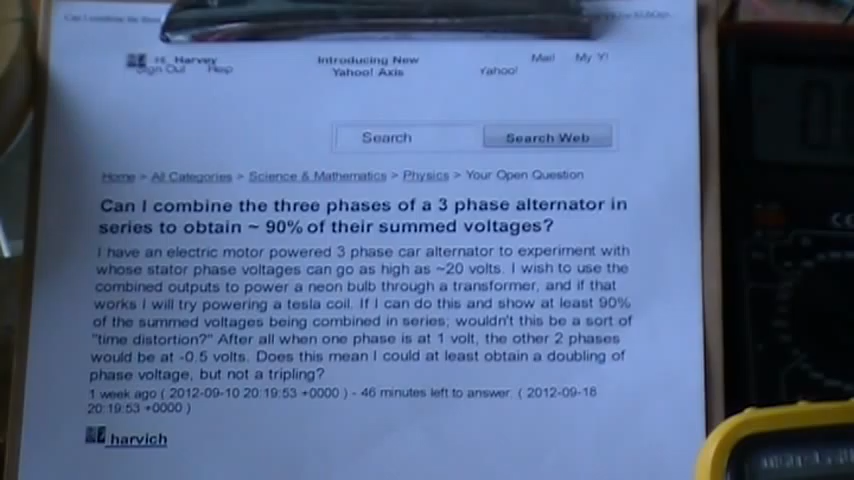 Hi, Harvey
Sign Out Help
Introducing New
Yahoo! Axis
Yahoo!
Mail My Y!
Search
Search Web
Home > All Categories > Science & Mathematics > Physics > Your Open Question
Can I combine the three phases of a 3 phase alternator in
series to obtain ~ 90% of their summed voltages?
I have an electric motor powered 3 phase car alternator to experiment with
whose stator phase voltages can go as high as ~20 volts. I wish to use the
combined outputs to power a neon bulb through a transformer, and if that
works I will try powering a tesla coil. If I can do this and show at least 90%
of the summed voltages being combined in series; wouldn't this be a sort of
"time distortion?" After all when one phase is at 1 volt, the other 2 phases
would be at -0.5 volts. Does this mean I could at least obtain a doubling of
phase voltage, but not a tripling?
1 week ago ( 2012-09-10 20:19:53 +0000 ) - 46 minutes left to answer. ( 2012-09-18
20:19:53 +0000 )
harvich